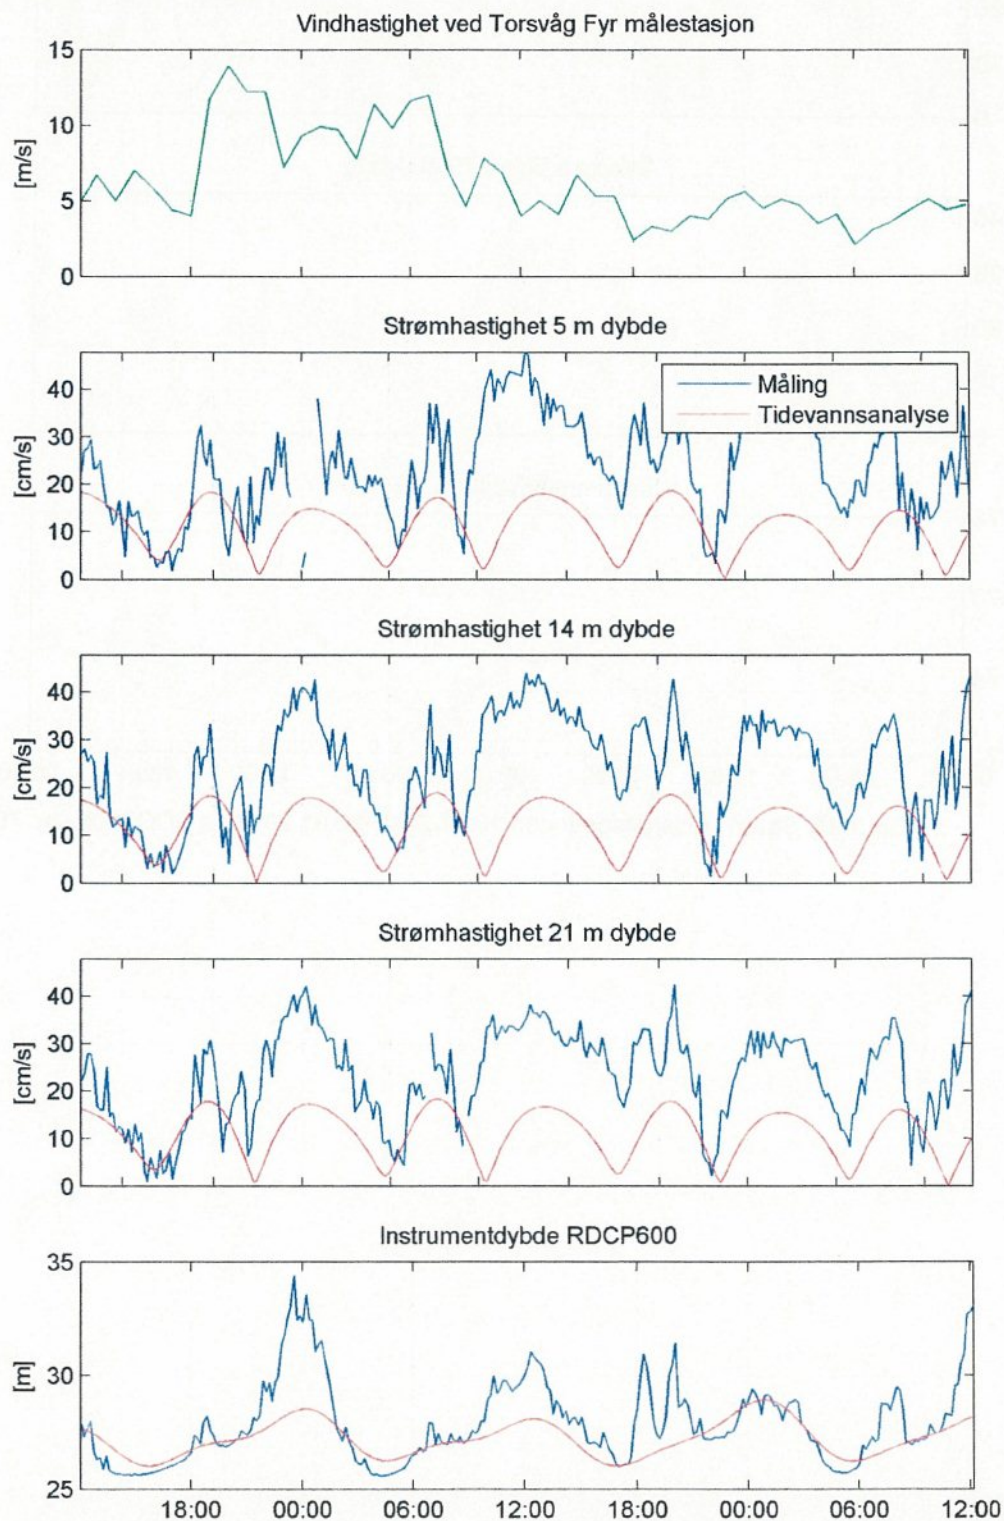 Vindhastighet ved Torsvåg Fyr målestasjon
15
10
5
0
[m/s]
Strømhastighet 5 m dybde
40
30
20
10
0
[cm/s]
Måling
Tidevannsanalyse
Strømhastighet 14 m dybde
40
30
20
10
0
[cm/s]
Strømhastighet 21 m dybde
40
30
20
10
0
[cm/s]
Instrumentdybde RDCP600
35
30
25
[m]
18:00 00:00 06:00 12:00 18:00 00:00 06:00 12:00